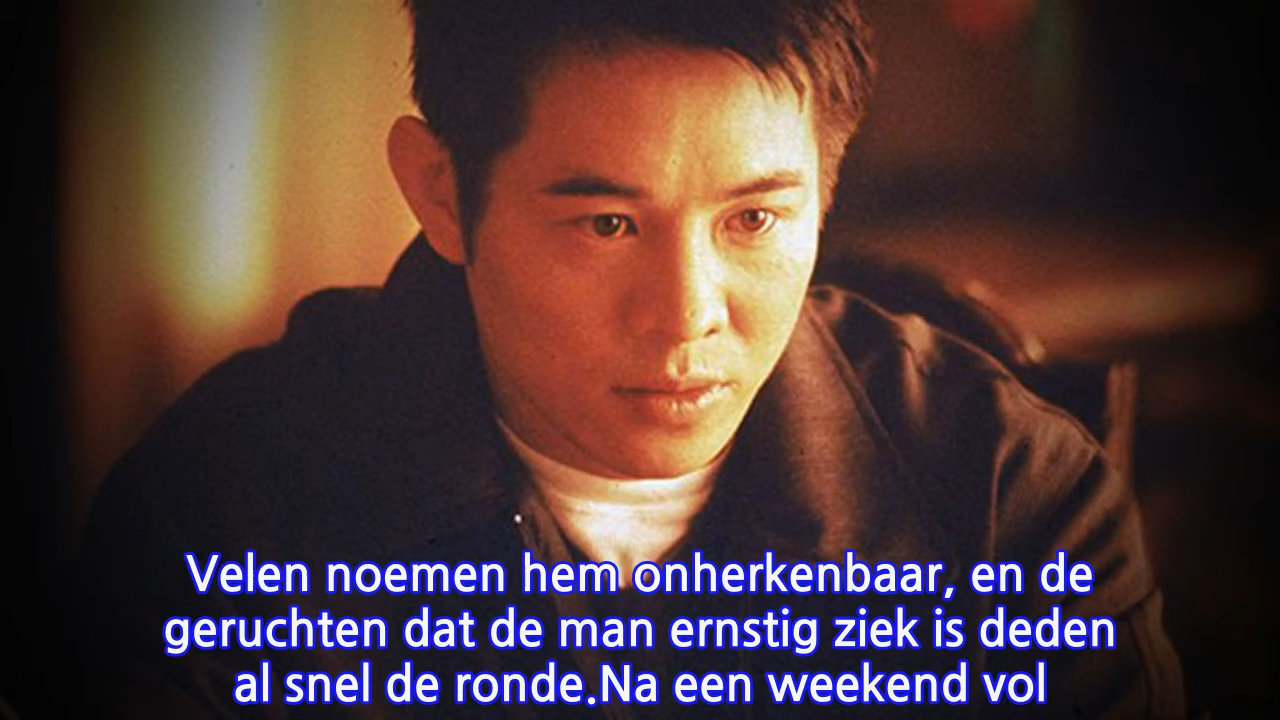 Velen noemen hem onherkenbaar, en de
geruchten dat de man ernstig ziek is deden
al snel de ronde.Na een weekend vol